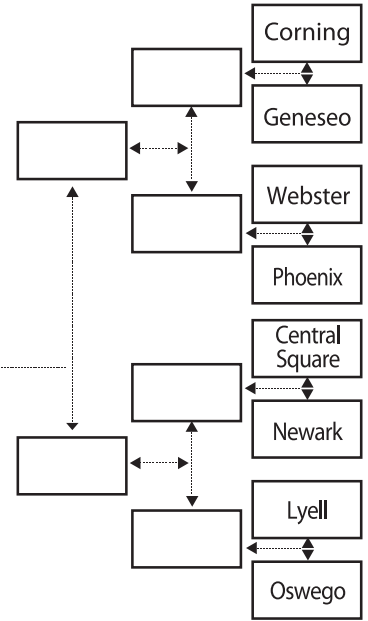 Corning
Geneseo
Webster
Phoenix
Central
Square
Newark
Lyell
Oswego